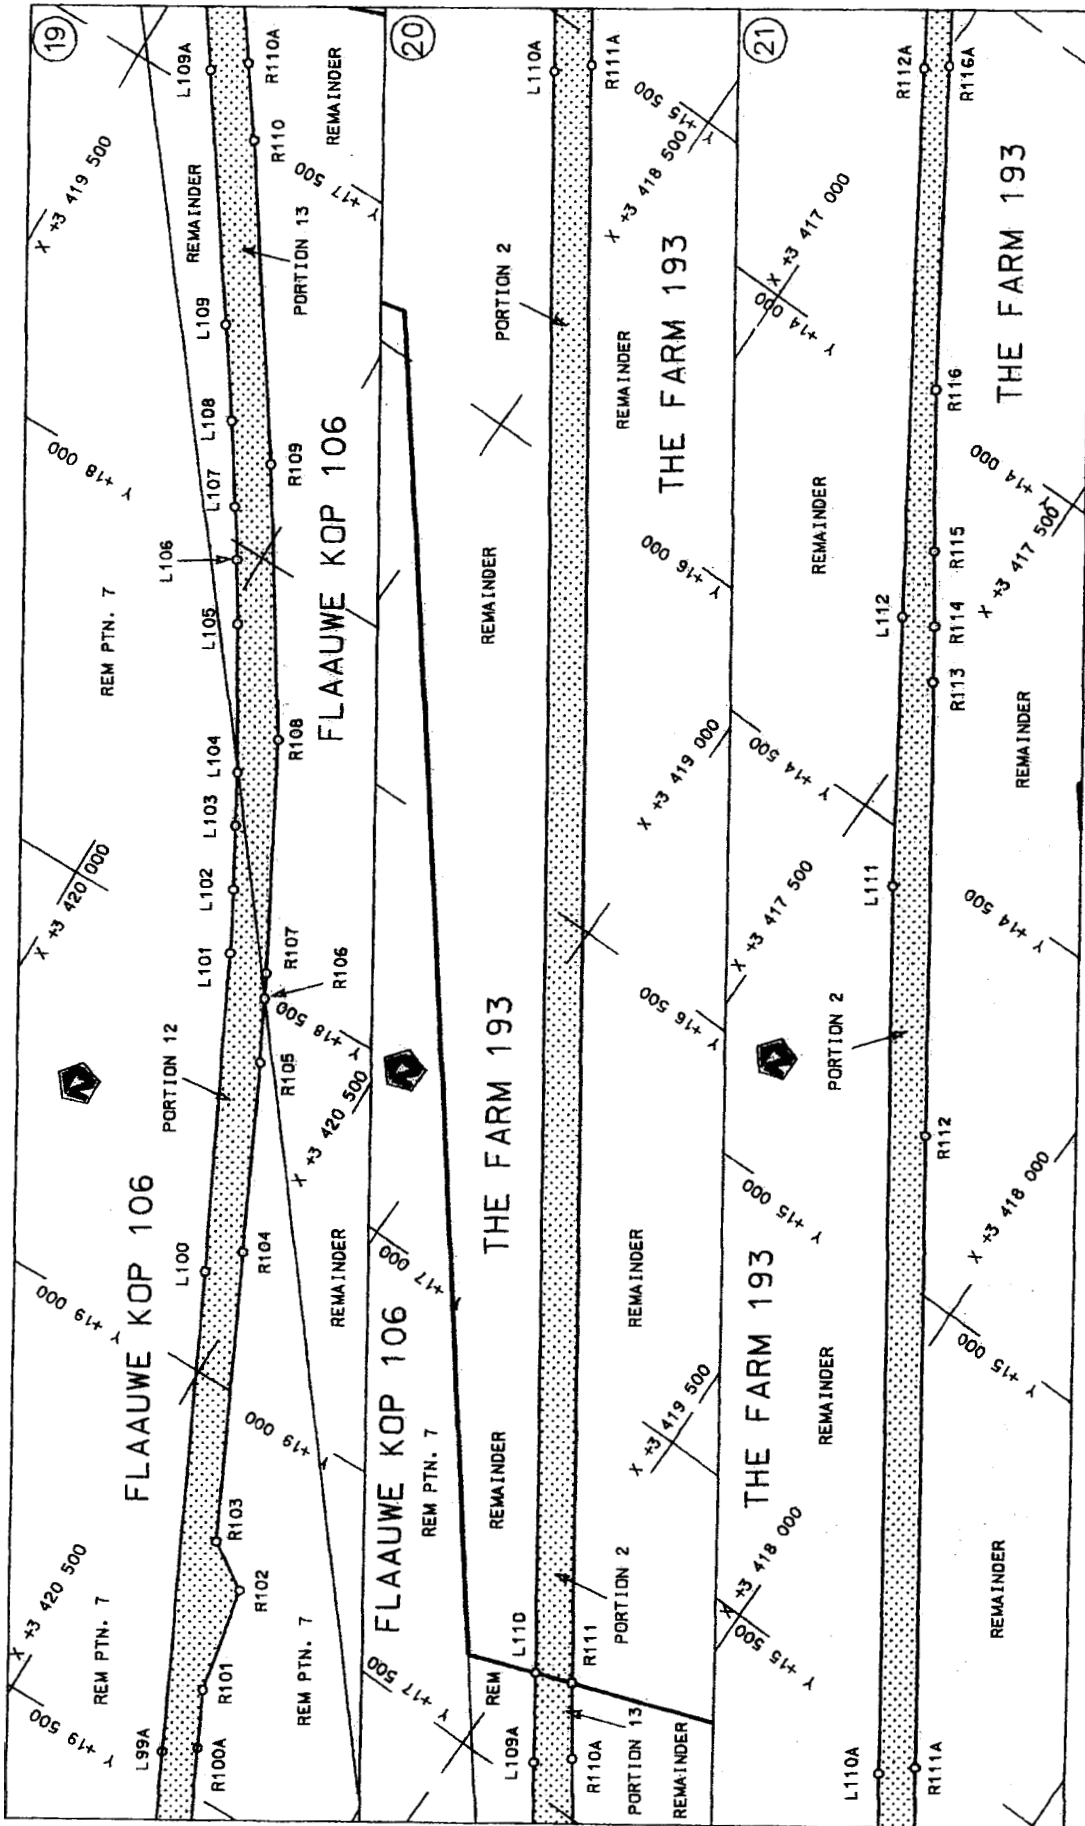 19
X +3 420 500
Y +19 500
REM PTN. 7
L99A
R100A
R101
R102
R103
REM PTN. 7
FLAAUWE KOP 106
Y +19 000
Y +19 000
L100
R104
REMAINDER
PORTION 12
N
R105
R106
R107
Y +18 500
X +3 420 500
X +3 420 000
L101
L102
L103
L104
R108
L105
L106
L107
L108
L109
REM PTN. 7
FLAAUWE KOP 106
R109
Y +18 000
X +3 419 500
REMAINDER
PORTION 13
L109A
R110A
R110
REMAINDER
Y +17 500
20
L109A
R110A
PORTION 13
REMAINDER
REM
Y +17 500
L110
R111
PORTION 2
FLAAUWE KOP 106
REM PTN. 7
REMAINDER
Y +17 000
X +3 419 500
REMAINDER
THE FARM 193
N
Y +16 500
X +3 419 000
REMAINDER
Y +16 000
THE FARM 193
REMAINDER
PORTION 2
X +3 418 500
Y +15 500
L110A
R111A
21
L110A
R111A
Y +15 500
X +3 418 000
THE FARM 193
REMAINDER
REMAINDER
Y +15 000
Y +15 000
X +3 418 000
R112
PORTION 2
N
X +3 417 500
L111
Y +14 500
Y +14 500
REMAINDER
L112
R113
R114
R115
R116
X +3 417 500
Y +14 000
REMAINDER
Y +14 000
X +3 417 000
THE FARM 193
R112A
R116A